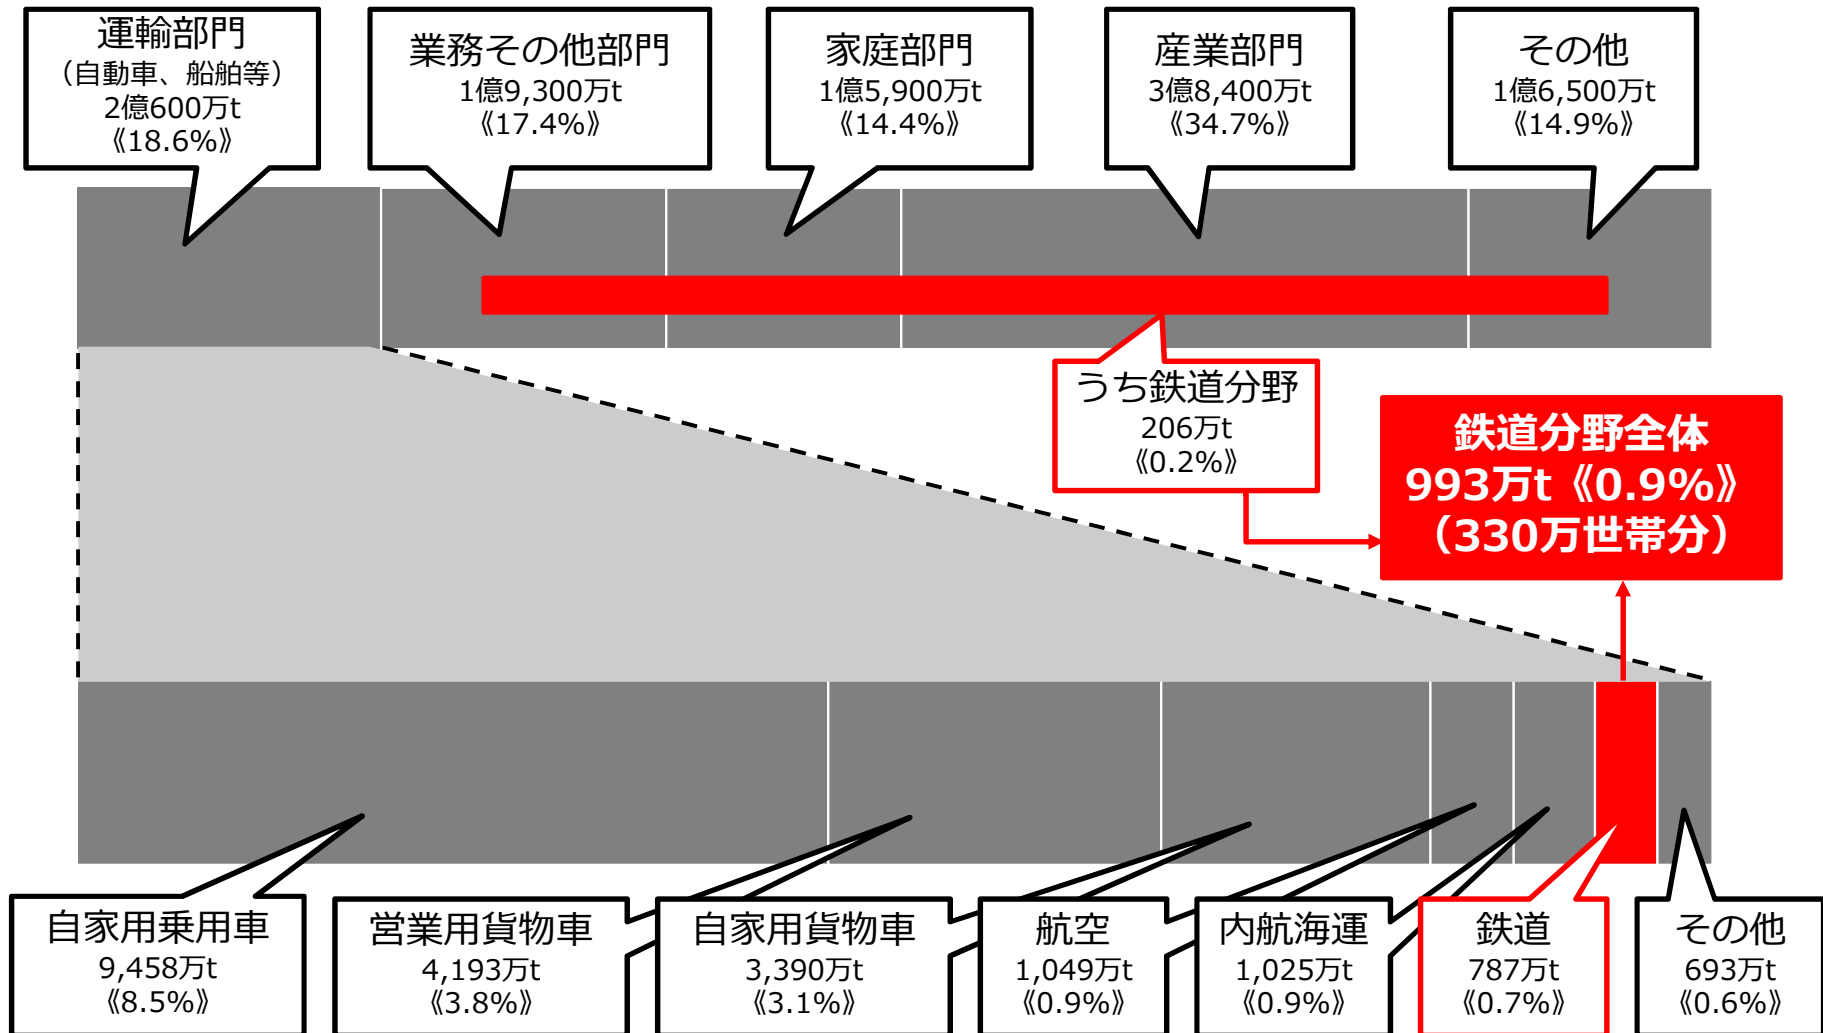 運輸部門
（自動車、船舶等）
2億600万t
《18.6%》
業務その他部門
1億9,300万t
《17.4%》
家庭部門
1億5,900万t
《14.4%》
産業部門
3億8,400万t
《34.7%》
その他
1億6,500万t
《14.9%》
うち鉄道分野
206万t
《0.2%》
鉄道分野全体
993万t《0.9%》
（330万世帯分）
自家用乗用車
9,458万t
《8.5%》
営業用貨物車
4,193万t
《3.8%》
自家用貨物車
3,390万t
《3.1%》
航空
1,049万t
《0.9%》
内航海運
1,025万t
《0.9%》
鉄道
787万t
《0.7%》
その他
693万t
《0.6%》